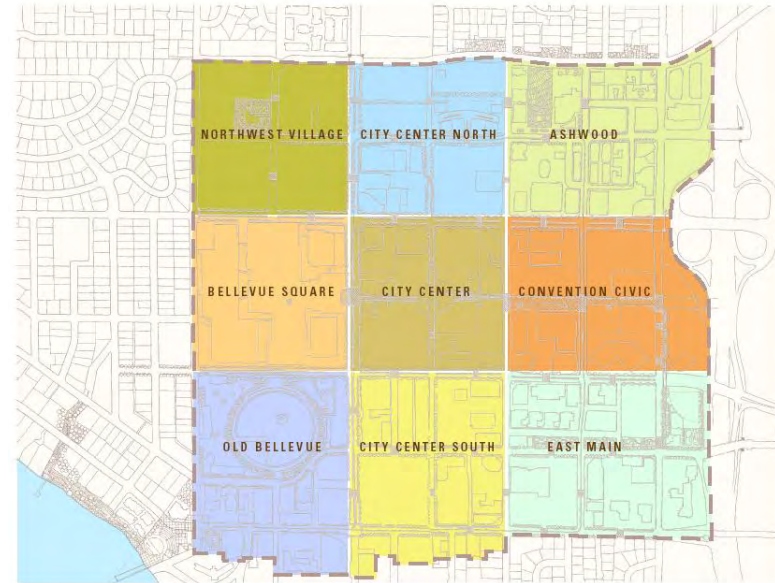 NORTHWEST VILLAGE
CITY CENTER NORTH
ASHWOOD
BELLEVUE SQUARE
CITY CENTER
CONVENTION CIVIC
OLD BELLEVUE
CITY CENTER SOUTH
EAST MAIN